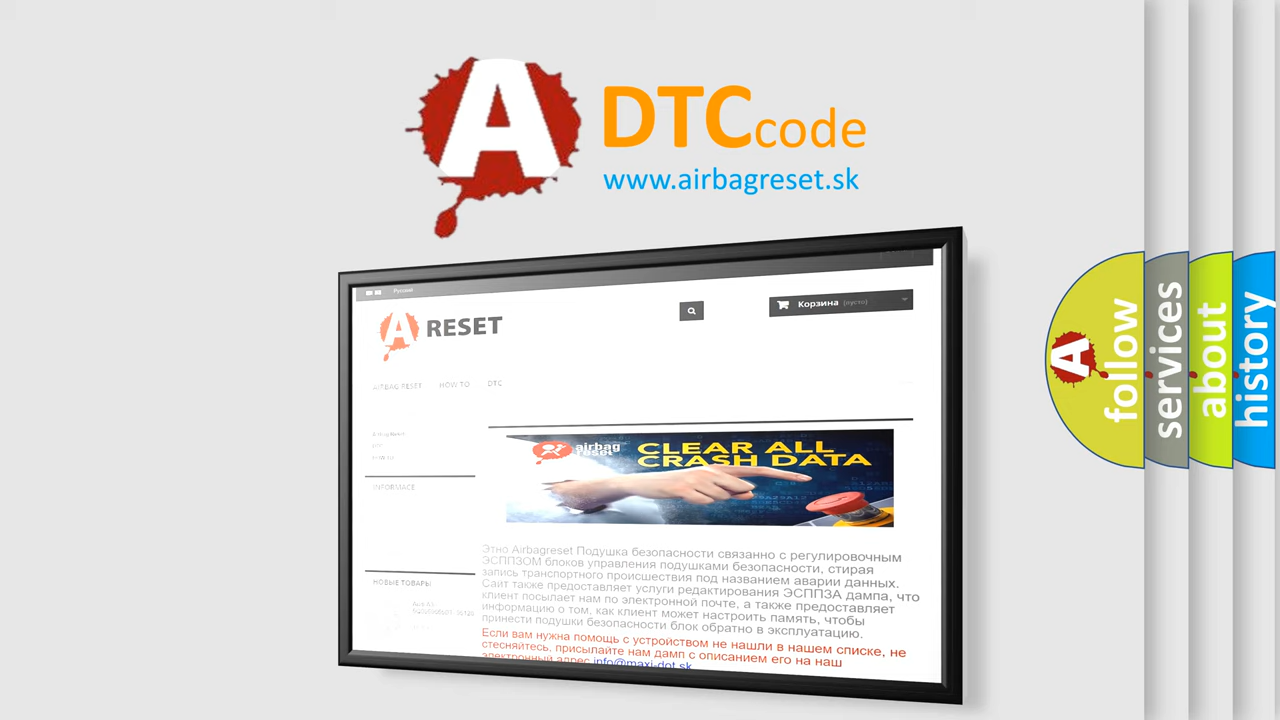 A
DTCcode
www.airbagreset.sk
Русский
A RESET
Корзина (пусто)
AIRBAG RESET HOW TO DTC
Airbag Reset
INFORMACE
airbag
reset
CLEAR ALL
CRASH DATA
Этно Airbagreset Подушка безопасности связанно с регулировочным
ЭСППЗОМ блоков управления подушками безопасности, стирая
запись транспортного происшествия под названием аварии данных.
Сайт также предоставляет услуги редактирования ЭСППЗА дампа, что
клиент посылает нам по электронной почте, а также предоставляет
информацию о том, как клиент может настроить память, чтобы
принести подушки безопасности блок обратно в эксплуатацию.
Если вам нужна помощь с устройством не нашли в нашем списке, не
стесняйтесь, присылайте нам дамп с описанием его на наш
электронный адрес info@maxi-dot.sk
НОВЫЕ ТОВАРЫ
A
follow
services
about
history